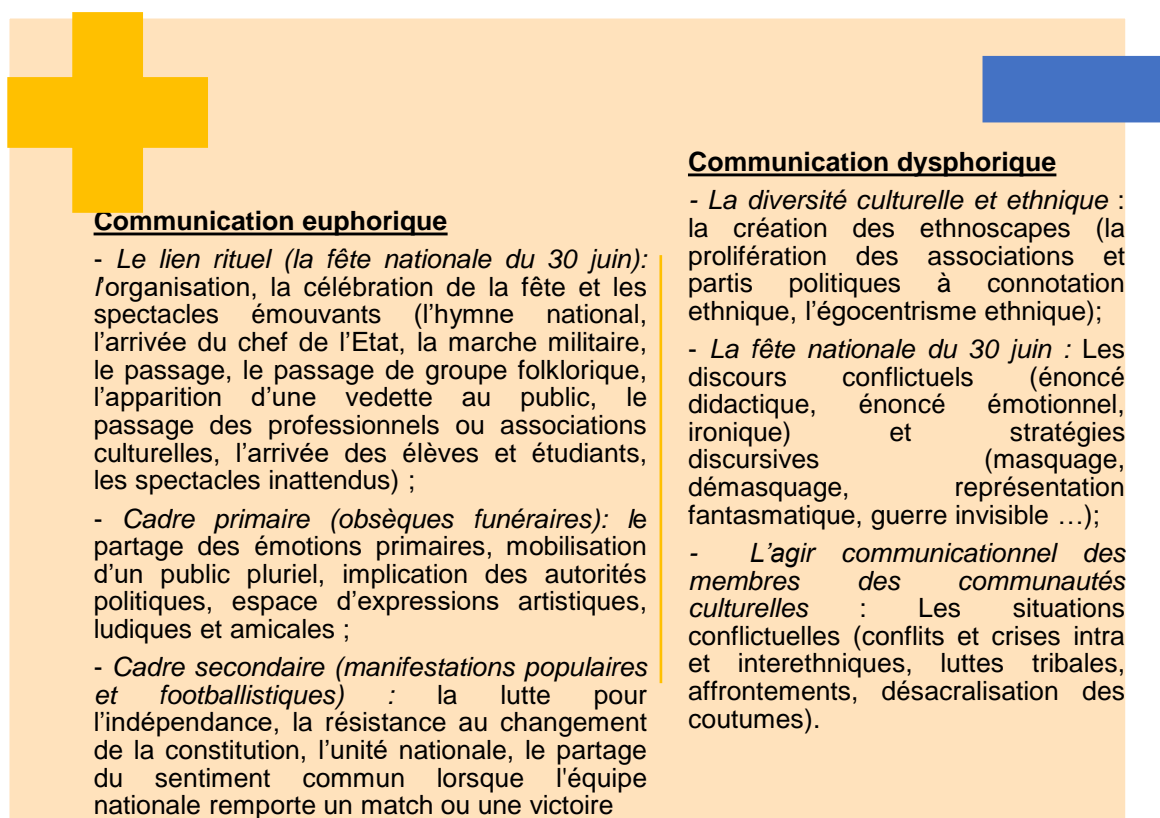 Communication euphorique
- Le lien rituel (la fête nationale du 30 juin):
l'organisation, la célébration de la fête et les
spectacles émouvants (l’hymne national,
l’arrivée du chef de l’Etat, la marche militaire,
le passage, le passage de groupe folklorique,
l’apparition d’une vedette au public, le
passage des professionnels ou associations
culturelles, l’arrivée des élèves et étudiants,
les spectacles inattendus) ;
- Cadre primaire (obsèques funéraires): le
partage des émotions primaires, mobilisation
d’un public pluriel, implication des autorités
politiques, espace d’expressions artistiques,
ludiques et amicales ;
- Cadre secondaire (manifestations populaires
et footballistiques) : la lutte pour
l’indépendance, la résistance au changement
de la constitution, l’unité nationale, le partage
du sentiment commun lorsque l'équipe
nationale remporte un match ou une victoire
Communication dysphorique
- La diversité culturelle et ethnique :
la création des ethnoscapes (la
prolifération des associations et
partis politiques à connotation
ethnique, l’égocentrisme ethnique);
- La fête nationale du 30 juin : Les
discours conflictuels (énoncé
didactique, énoncé émotionnel,
ironique) et stratégies
discursives (masquage,
démasquage, représentation
fantasmatique, guerre invisible …);
- L’agir communicationnel des
membres des communautés
culturelles : Les situations
conflictuelles (conflits et crises intra
et interethniques, luttes tribales,
affrontements, désacralisation des
coutumes).